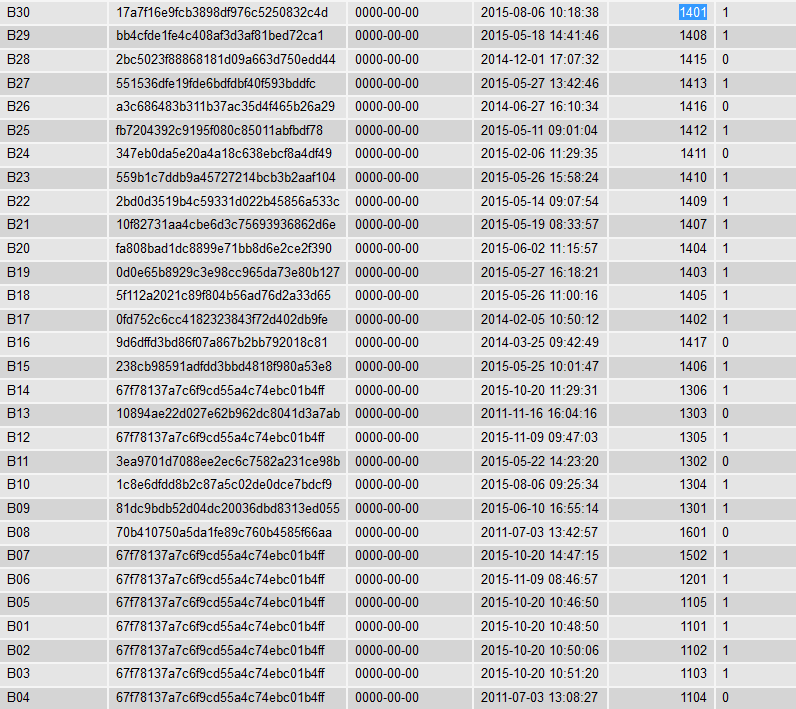 B30 17a7f16e9fcb3898df976c5250832c4d 0000-00-00 2015-08-06 10:18:38 1401 1
B29 bb4cfde1fe4c408af3d3af81bed72ca1 0000-00-00 2015-05-18 14:41:46 1408 1
B28 2bc5023f88868181d09a663d750edd44 0000-00-00 2014-12-01 17:07:32 1415 0
B27 551536dfe19fde6bdfdbf40f593bddfc 0000-00-00 2015-05-27 13:42:46 1413 1
B26 a3c686483b311b37ac35d4f465b26a29 0000-00-00 2014-06-27 16:10:34 1416 0
B25 fb7204392c9195f080c85011abfbdf78 0000-00-00 2015-05-11 09:01:04 1412 1
B24 347eb0da5e20a4a18c638ebcf8a4df49 0000-00-00 2015-02-06 11:29:35 1411 0
B23 559b1c7ddb9a45727214bcb3b2aaf104 0000-00-00 2015-05-26 15:58:24 1410 1
B22 2bd0d3519b4c59331d022b45856a533c 0000-00-00 2015-05-14 09:07:54 1409 1
B21 10f82731aa4cbe6d3c75693936862d6e 0000-00-00 2015-05-19 08:33:57 1407 1
B20 fa808bad1dc8899e71bb8d6e2ce2f390 0000-00-00 2015-06-02 11:15:57 1404 1
B19 0d0e65b8929c3e98cc965da73e80b127 0000-00-00 2015-05-27 16:18:21 1403 1
B18 5f112a2021c89f804b56ad76d2a33d65 0000-00-00 2015-05-26 11:00:16 1405 1
B17 0fd752c6cc4182323843f72d402db9fe 0000-00-00 2014-02-05 10:50:12 1402 1
B16 9d6dffd3bd86f07a867b2bb792018c81 0000-00-00 2014-03-25 09:42:49 1417 0
B15 238cb98591adfdd3bbd4818f980a53e8 0000-00-00 2015-05-25 10:01:47 1406 1
B14 67f78137a7c6f9cd55a4c74ebc01b4ff 0000-00-00 2015-10-20 11:29:31 1306 1
B13 10894ae22d027e62b962dc8041d3a7ab 0000-00-00 2011-11-16 16:04:16 1303 0
B12 67f78137a7c6f9cd55a4c74ebc01b4ff 0000-00-00 2015-11-09 09:47:03 1305 1
B11 3ea9701d7088ee2ec6c7582a231ce98b 0000-00-00 2015-05-22 14:23:20 1302 0
B10 1c8e6dfdd8b2c87a5c02de0dce7bdcf9 0000-00-00 2015-08-06 09:25:34 1304 1
B09 81dc9bdb52d04dc20036dbd8313ed055 0000-00-00 2015-06-10 16:55:14 1301 1
B08 70b410750a5da1fe89c760b4585f66aa 0000-00-00 2011-07-03 13:42:57 1601 0
B07 67f78137a7c6f9cd55a4c74ebc01b4ff 0000-00-00 2015-10-20 14:47:15 1502 1
B06 67f78137a7c6f9cd55a4c74ebc01b4ff 0000-00-00 2015-11-09 08:46:57 1201 1
B05 67f78137a7c6f9cd55a4c74ebc01b4ff 0000-00-00 2015-10-20 10:46:50 1105 1
B01 67f78137a7c6f9cd55a4c74ebc01b4ff 0000-00-00 2015-10-20 10:48:50 1101 1
B02 67f78137a7c6f9cd55a4c74ebc01b4ff 0000-00-00 2015-10-20 10:50:06 1102 1
B03 67f78137a7c6f9cd55a4c74ebc01b4ff 0000-00-00 2015-10-20 10:51:20 1103 1
B04 67f78137a7c6f9cd55a4c74ebc01b4ff 0000-00-00 2011-07-03 13:08:27 1104 0